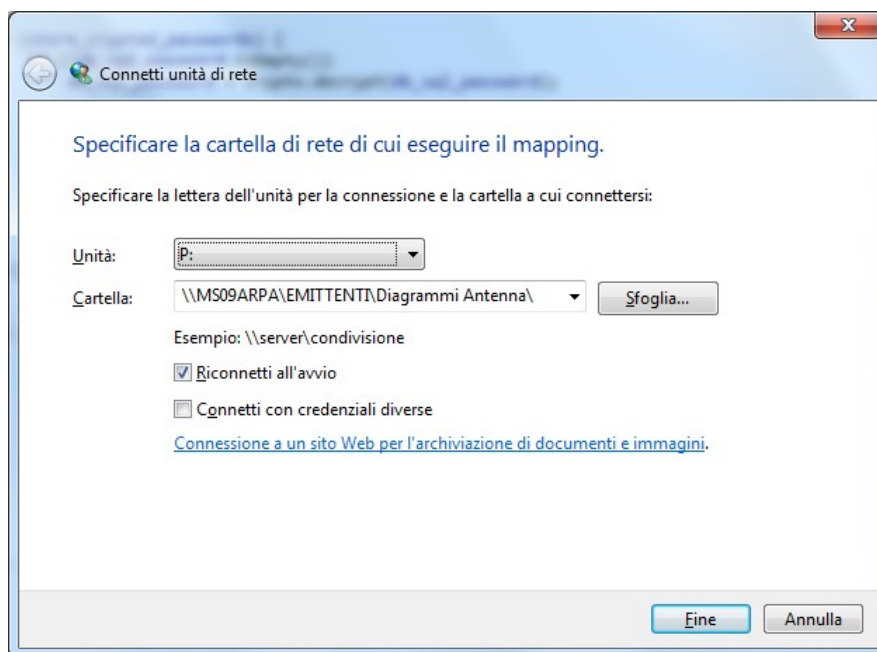 Connetti unità di rete
Specificare la cartella di rete di cui eseguire il mapping.
Specificare la lettera dell'unità per la connessione e la cartella a cui connettersi:
Unità: P:
Cartella: \\MS09ARPA\EMITTENTI\Diagrammi Antenna\ Sfoglia...
Esempio: \\server\condivisione
Riconnetti all'avvio
Connetti con credenziali diverse
Connessione a un sito Web per l'archiviazione di documenti e immagini.
Fine Annulla